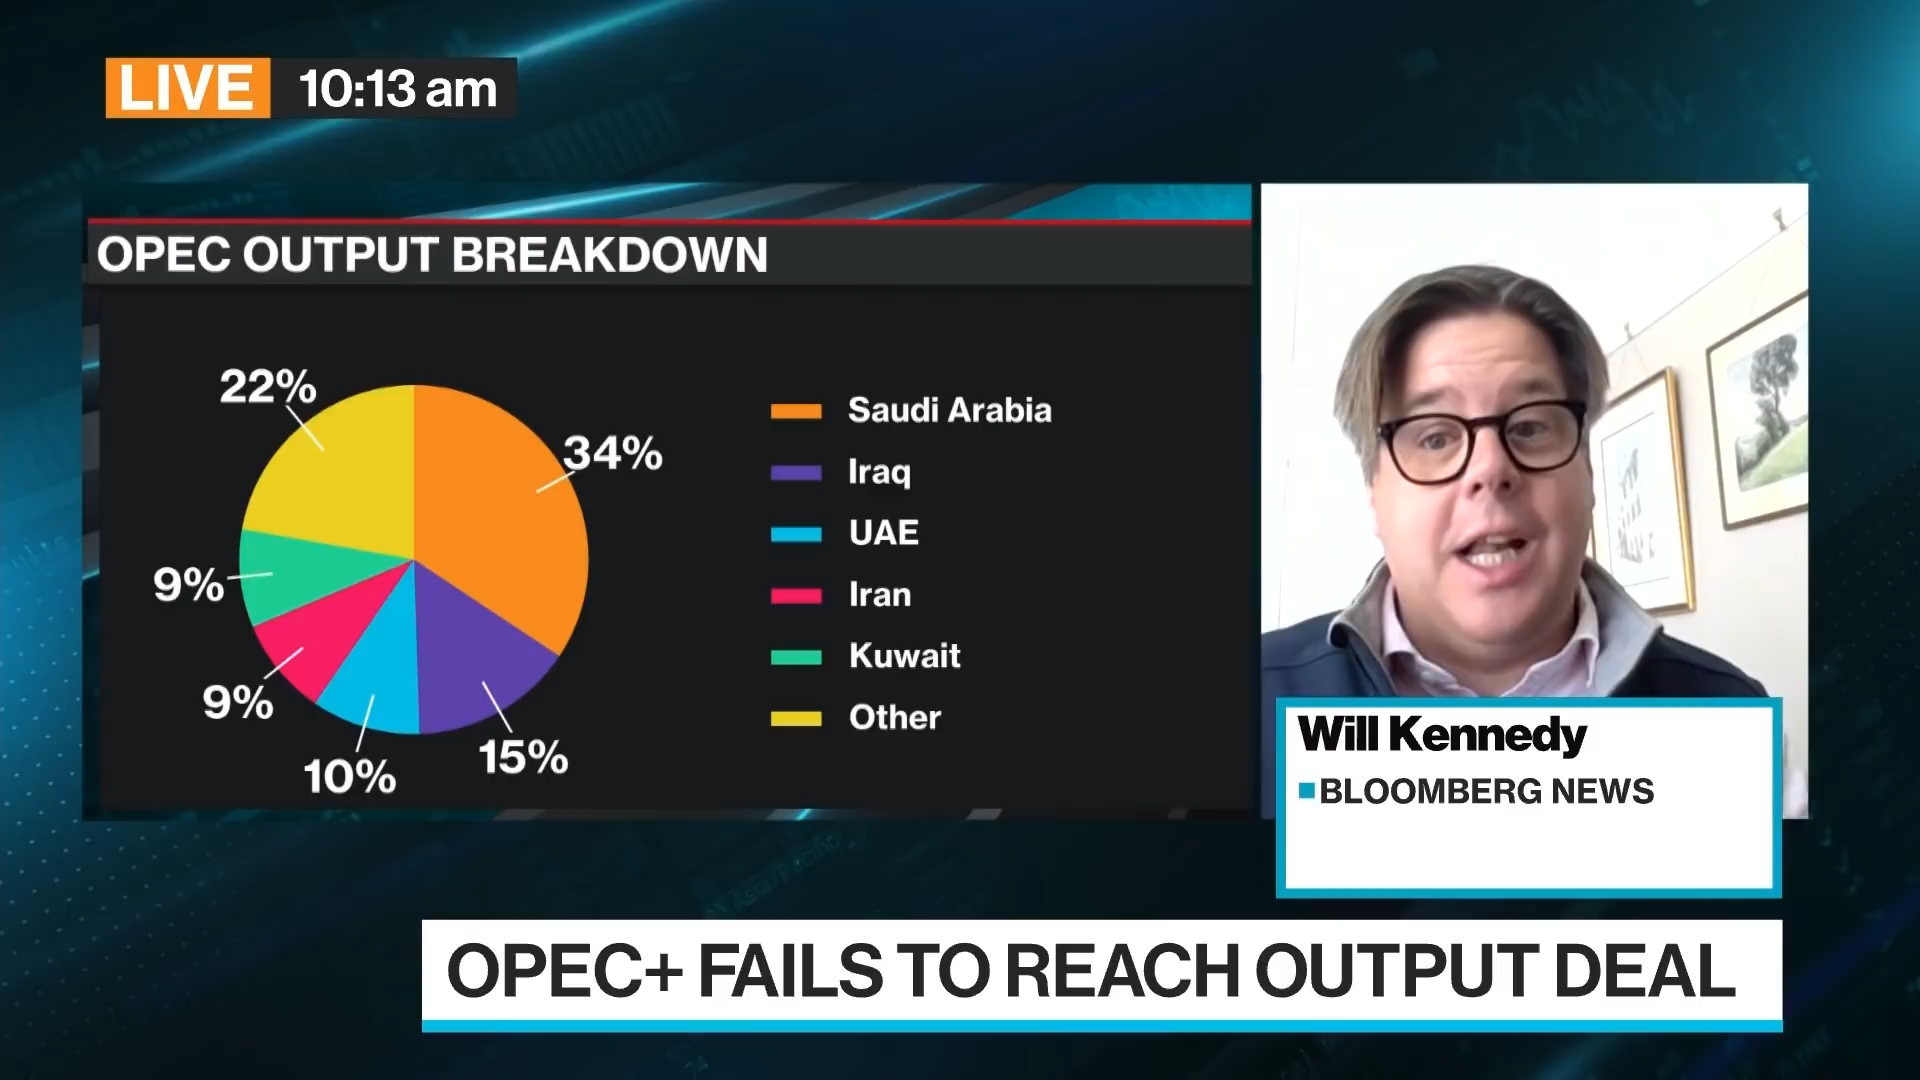 LIVE 10:13 am
OPEC OUTPUT BREAKDOWN
22%
34%
9%
9%
10%
15%
Saudi Arabia
Iraq
UAE
Iran
Kuwait
Other
Will Kennedy
BLOOMBERG NEWS
OPEC+ FAILS TO REACH OUTPUT DEAL